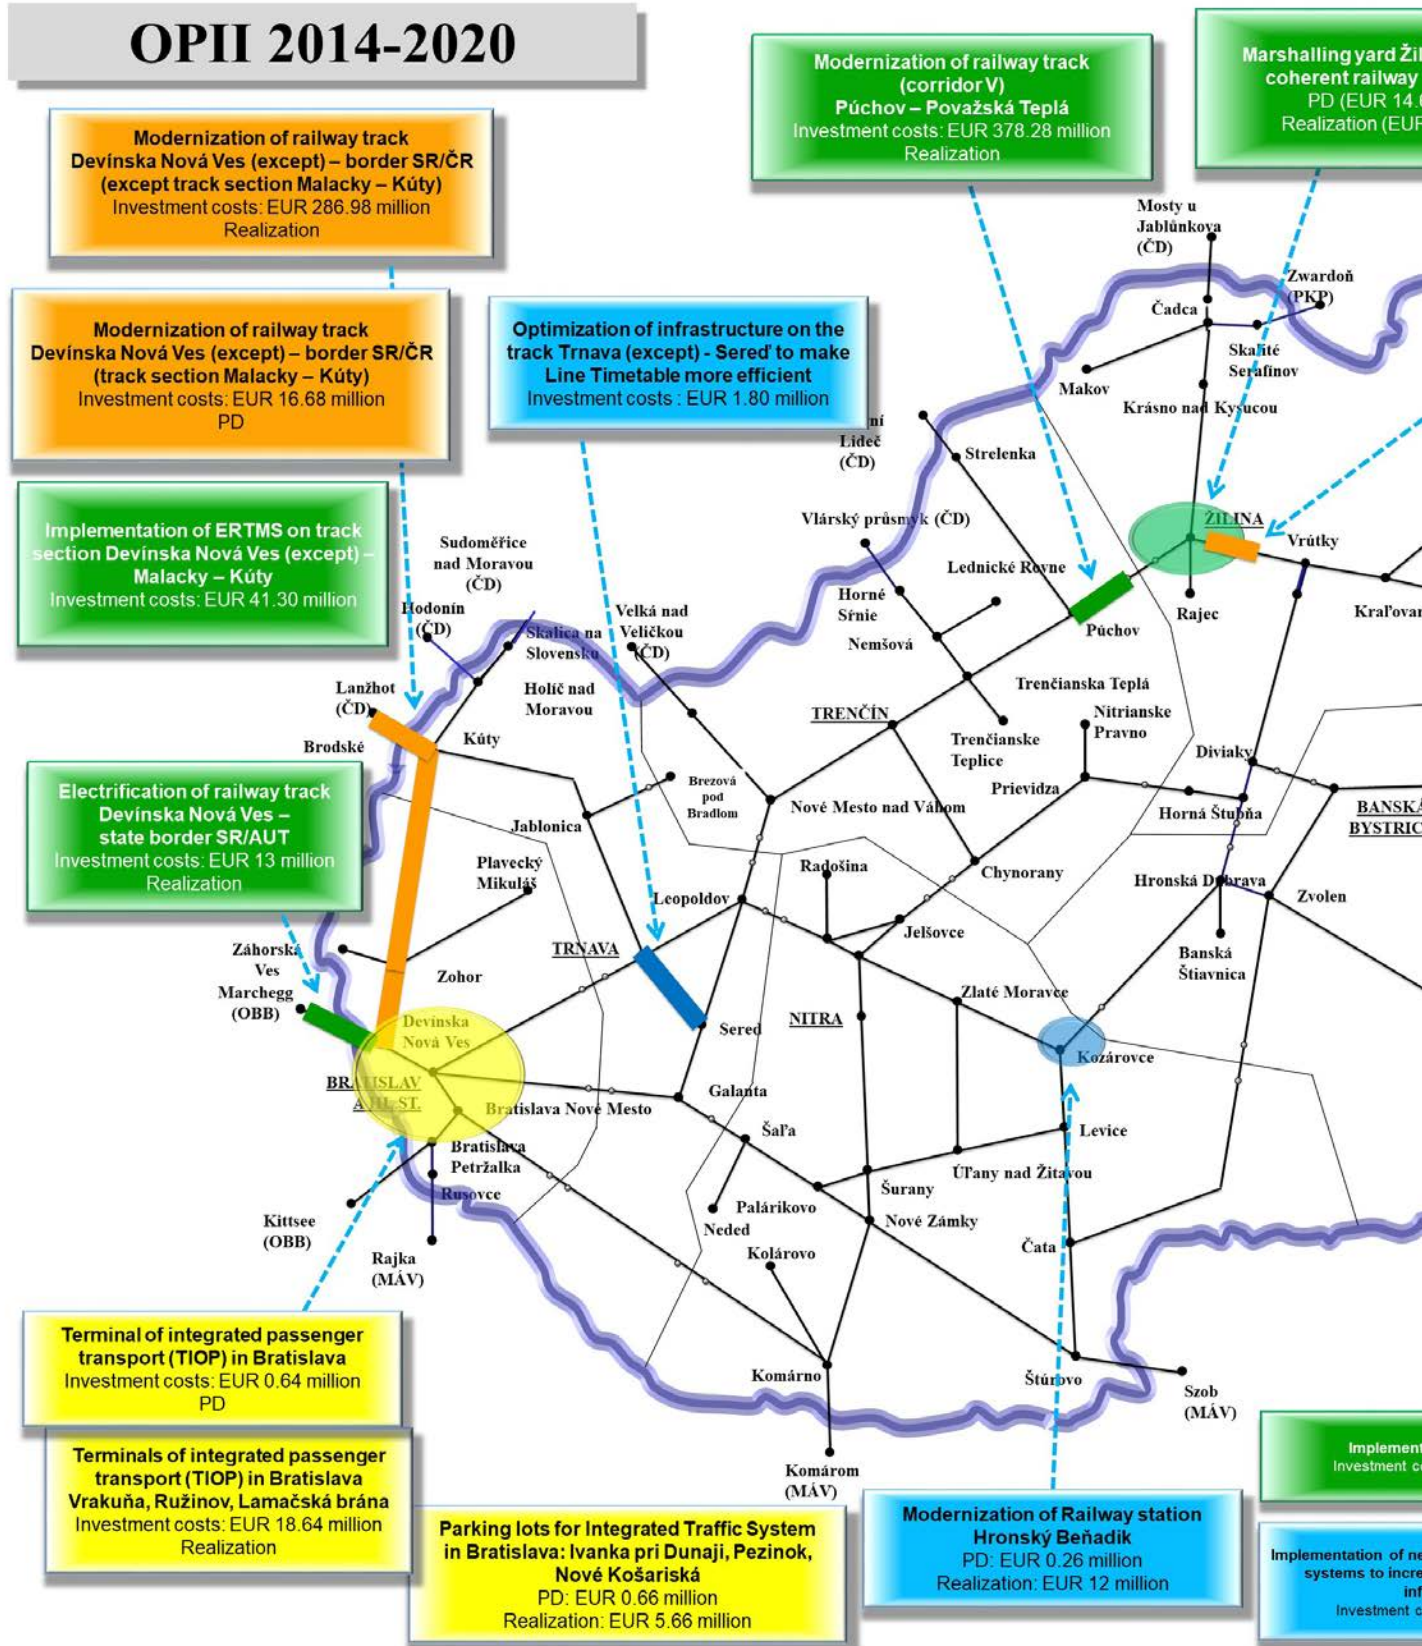 OPII 2014-2020
Modernization of railway track
Devínska Nová Ves (except) – border SR/ČR
(except track section Malacky – Kúty)
Investment costs: EUR 286.98 million
Realization
Modernization of railway track
Devínska Nová Ves (except) – border SR/ČR
(track section Malacky – Kúty)
Investment costs: EUR 16.68 million
PD
Implementation of ERTMS on track
section Devínska Nová Ves (except) –
Malacky – Kúty
Investment costs: EUR 41.30 million
Electrification of railway track
Devínska Nová Ves –
state border SR/AUT
Investment costs: EUR 13 million
Realization
Optimization of infrastructure on the
track Trnava (except) - Sereď to make
Line Timetable more efficient
Investment costs : EUR 1.80 million
Modernization of railway track
(corridor V)
Púchov – Považská Teplá
Investment costs: EUR 378.28 million
Realization
Marshalling yard
coherent railway
PD (EUR
Realization (EUR
Mosty u
Jablůnkova
(ČD)
Zwardoň
(PKP)
Čadca
Skalité
Serafínov
Makov
Krásno nad Kysucou
Lideč
(ČD)
Strelenka
Vlárský průsmyk (ČD)
ŽILINA
Vrútky
Lednické Rovne
Horné
Sŕnie
Nemšová
Púchov
Rajec
Sudoměřice
nad Moravou
(ČD)
Hodonín
(ČD)
Skalica na
Slovensku
Velká nad
Veličkou
(ČD)
Holíč nad
Moravou
Lanžhot
(ČD)
Brodské
Kúty
TRENČÍN
Trenčianska Teplá
Trenčianske
Teplice
Nitrianske
Pravno
Diviaky
Prievidza
Horná Štubňa
Brezová
pod
Bradlom
Nové Mesto nad Váhom
Jablonica
Plavecký
Mikuláš
Radošina
Chynorany
Hronská Dúbrava
Zvolen
Leopoldov
Jelšovce
Banská
Štiavnica
TRNAVA
Záhorská
Ves
Zohor
Marchegg
(OBB)
Zlaté Moravce
NITRA
Sered
Devínska
Nová Ves
Kozárovce
BRATISLAV
A HL.ST.
Galanta
Bratislava Nové Mesto
Šaľa
Levice
Bratislava
Petržalka
Rusovce
Úľany nad Žitavou
Šurany
Neded
Palárikovo
Nové Zámky
Kittsee
(OBB)
Rajka
(MÁV)
Kolárovo
Čata
Komárno
Štúrovo
Szob
(MÁV)
Komárom
(MÁV)
Terminal of integrated passenger
transport (TIOP) in Bratislava
Investment costs: EUR 0.64 million
PD
Terminals of integrated passenger
transport (TIOP) in Bratislava
Vrakuňa, Ružinov, Lamačská brána
Investment costs: EUR 18.64 million
Realization
Parking lots for Integrated Traffic System
in Bratislava: Ivanka pri Dunaji, Pezinok,
Nové Košariská
PD: EUR 0.66 million
Realization: EUR 5.66 million
Modernization of Railway station
Hronský Beňadik
PD: EUR 0.26 million
Realization: EUR 12 million
Investment
Implementation of
systems to
Investment